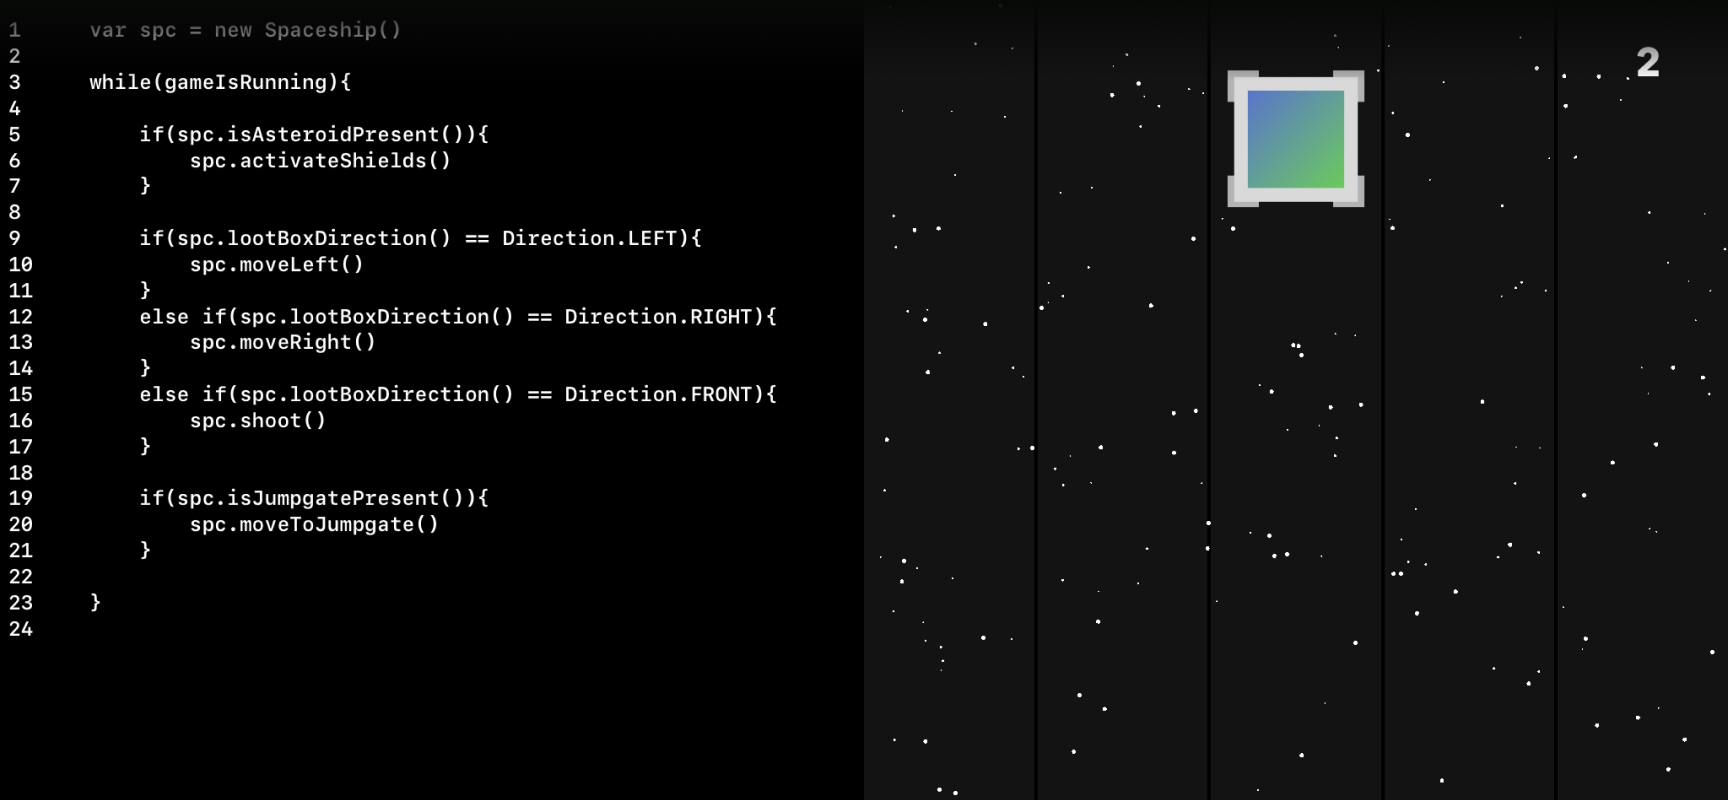 1 var spc = new Spaceship()
2
3 while(gameIsRunning){
4
5 if(spc.isAsteroidPresent()){
6 spc.activateShields()
7 }
8
9 if(spc.lootBoxDirection() == Direction.LEFT){
10 spc.moveLeft()
11 }
12 else if(spc.lootBoxDirection() == Direction.RIGHT){
13 spc.moveRight()
14 }
15 else if(spc.lootBoxDirection() == Direction.FRONT){
16 spc.shoot()
17 }
18
19 if(spc.isJumpgatePresent()){
20 spc.moveToJumpgate()
21 }
22
23 }
24
2